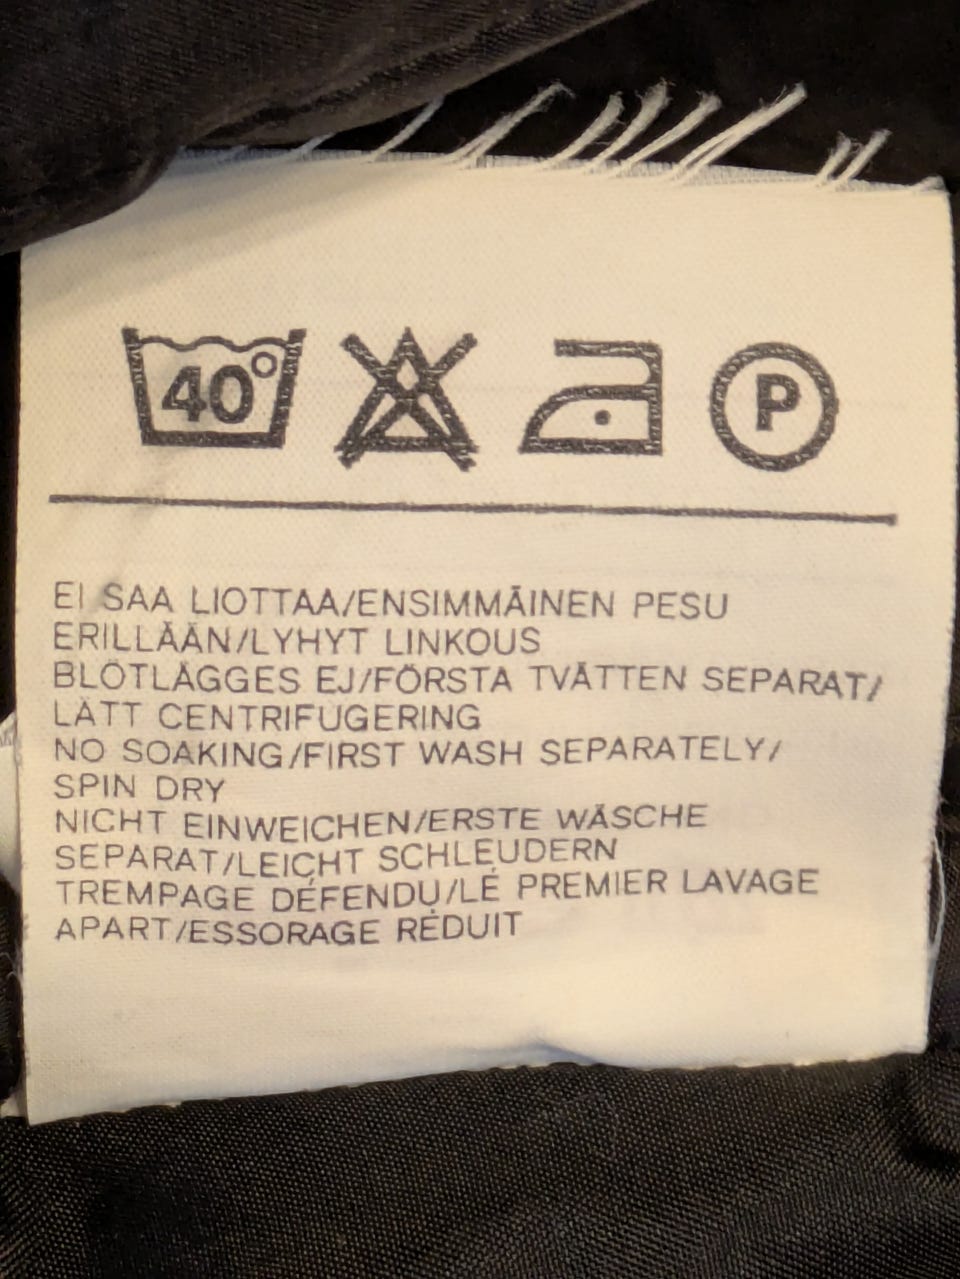 40°
P
EI SAA LIOTTAA/ENSIMMÄINEN PESU
ERILLÄÄN/LYHYT LINKOUS
BLÖTLÄGGES EJ/FÖRSTA TVÄTTEN SEPARAT/
LÄTT CENTRIFUGERING
NO SOAKING/FIRST WASH SEPARATELY/
SPIN DRY
NICHT EINWEICHEN/ERSTE WÄSCHE
SEPARAT/LEICHT SCHLEUDERN
TREMPAGE DÉFENDU/LE PREMIER LAVAGE
APART/ESSORAGE RÉDUIT